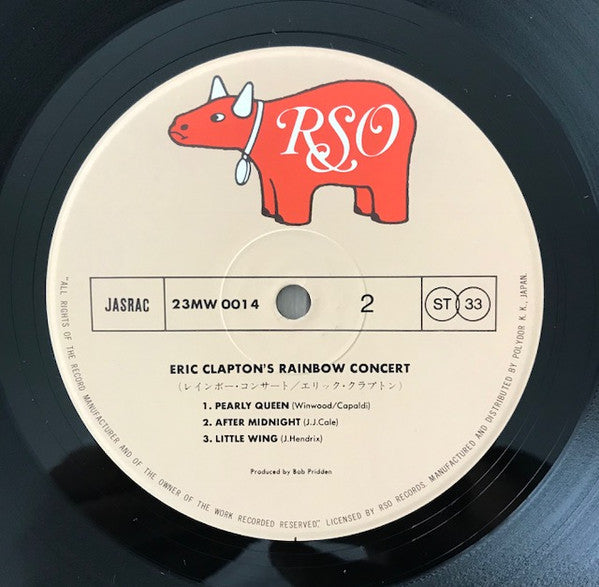 RSO
JASRAC 23MW 0014 2 ST 33
ERIC CLAPTON'S RAINBOW CONCERT
(レインボー・コンサート/エリック・クラプトン)
1. PEARLY QUEEN (Winwood/Capaldi)
2. AFTER MIDNIGHT (J.J.Cale)
3. LITTLE WING (J.Hendrix)
Produced by Bob Pridden
"ALL RIGHTS OF THE RECORD MANUFACTURER AND OF THE OWNER OF THE WORK RECORDED RESERVED." LICENSED BY RSO RECORDS. MANUFACTURED AND DISTRIBUTED BY POLYDOR K.K., JAPAN.